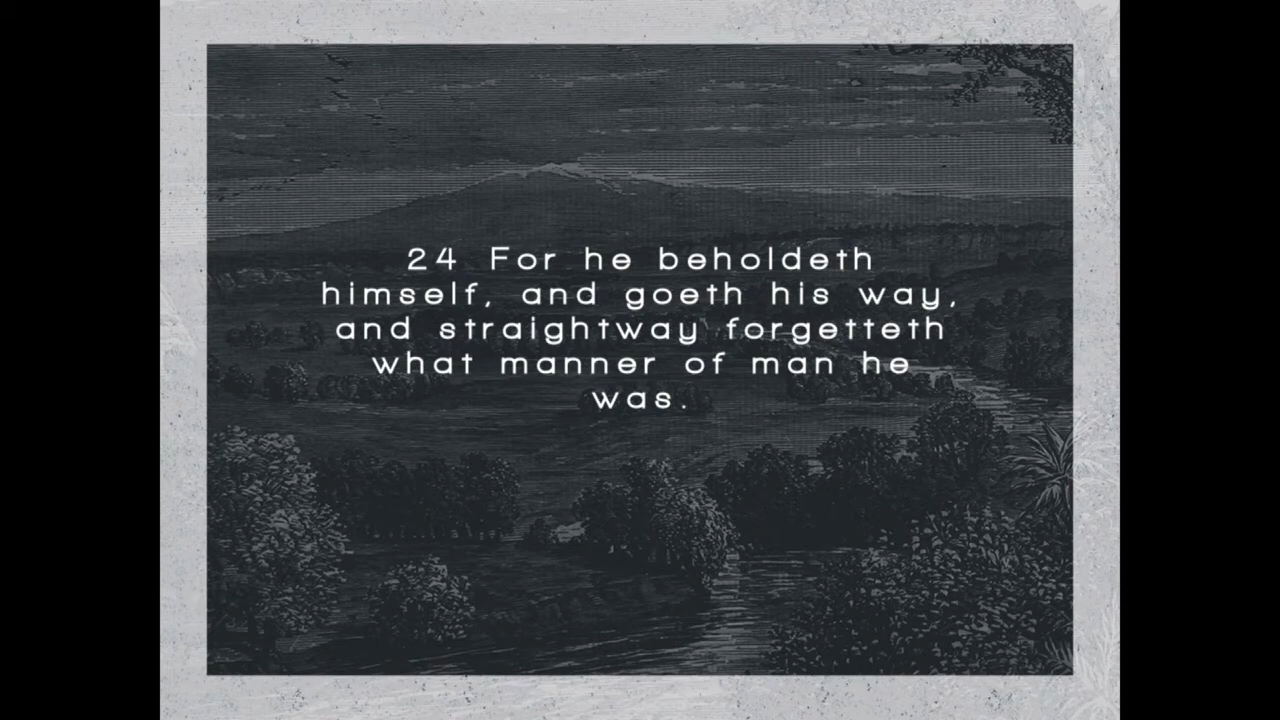 24 For he beholdeth
himself, and goeth his way,
and straightway forgetteth
what manner of man he
was.